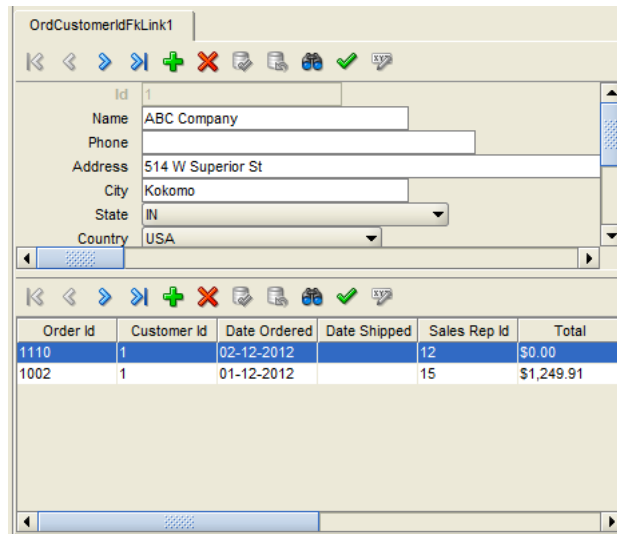 OrdCustomerIdFkLink1
Id 1
Name ABC Company
Phone
Address 514 W Superior St
City Kokomo
State IN
Country USA
Order Id Customer Id Date Ordered Date Shipped Sales Rep Id Total
1110 1 02-12-2012 12 $0.00
1002 1 01-12-2012 15 $1,249.91